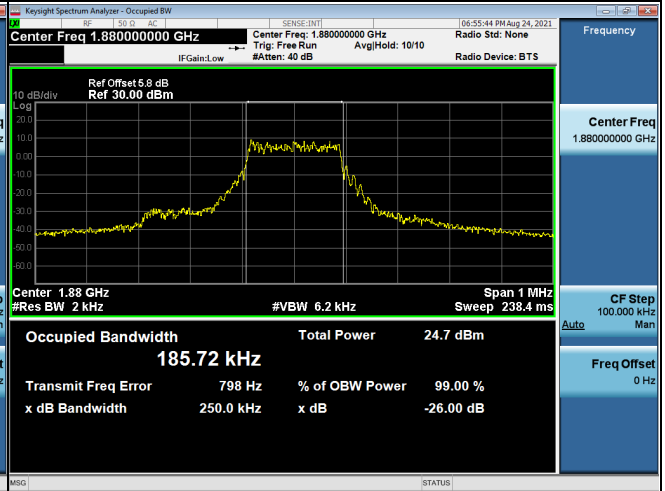 Keysight Spectrum Analyzer - Occupied BW
RF 50 Ω AC SENSE:INT 06:55:44 PM Aug 24, 2021
Center Freq 1.880000000 GHz
Center Freq: 1.880000000 GHz Radio Std: None
Trig: Free Run Avg|Hold: 10/10
IFGain:Low #Atten: 40 dB Radio Device: BTS
Ref Offset 5.8 dB
10 dB/div Ref 30.00 dBm
Log
20.0
10.0
0.00
-10.0
-20.0
-30.0
-40.0
-50.0
-60.0
Center 1.88 GHz Span 1 MHz
#Res BW 2 kHz #VBW 6.2 kHz Sweep 238.4 ms
Occupied Bandwidth Total Power 24.7 dBm
185.72 kHz
Transmit Freq Error 798 Hz % of OBW Power 99.00 %
x dB Bandwidth 250.0 kHz x dB -26.00 dB
MSG STATUS
Frequency
Center Freq
1.880000000 GHz
CF Step
100.000 kHz
Auto Man
Freq Offset
0 Hz